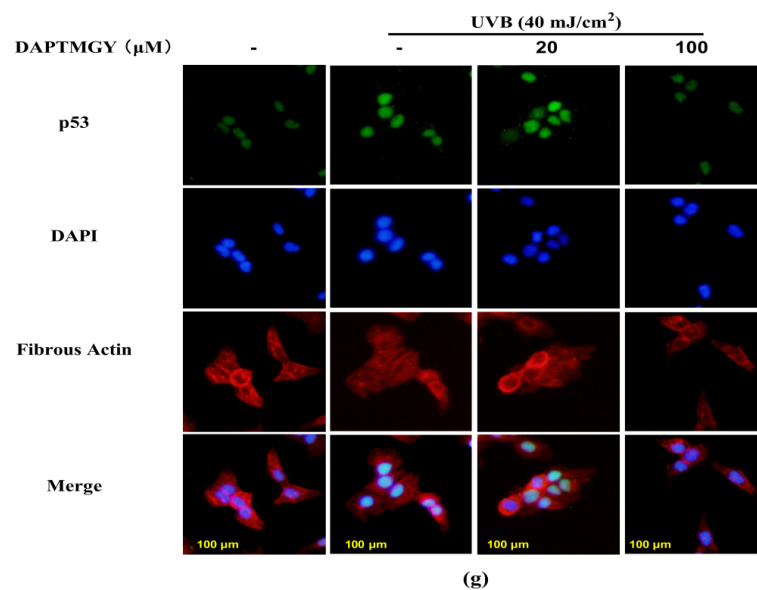 UVB (40 mJ/cm²)
DAPTMGY（μM） - - 20 100
p53
DAPI
Fibrous Actin
Merge
100 μm 100 μm 100 μm 100 μm
(g)